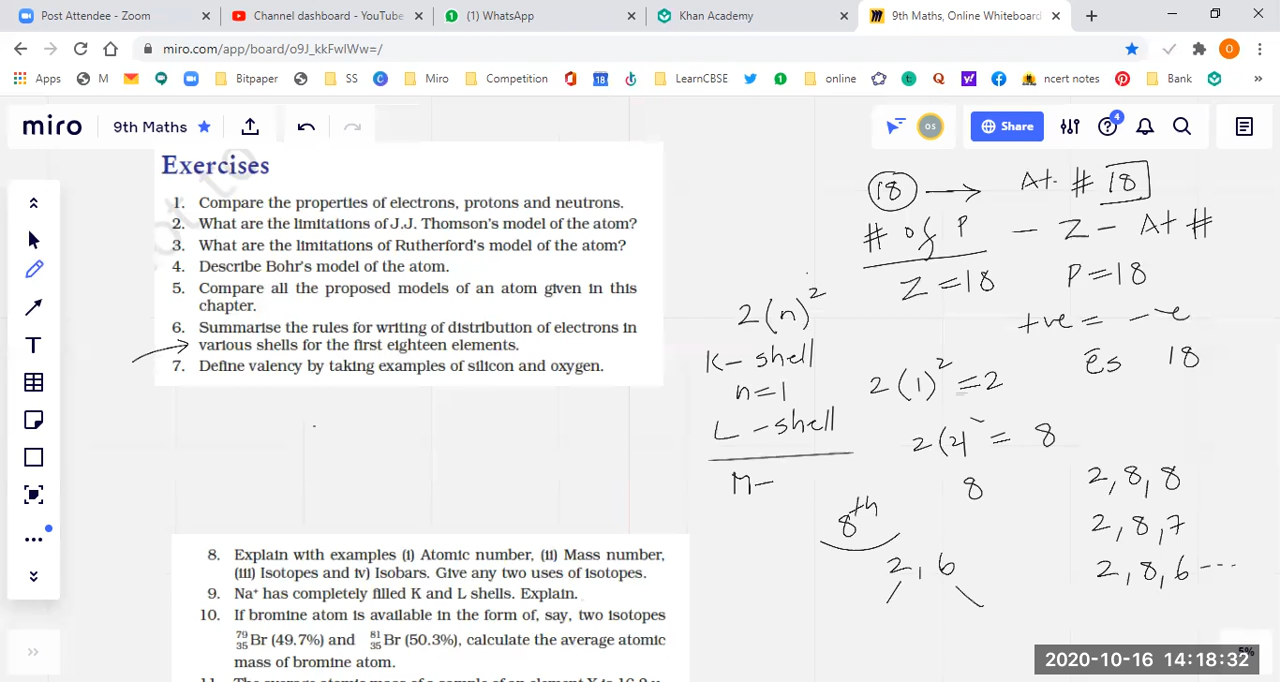 Post Attendee - Zoom
Channel dashboard - YouTube
(1) WhatsApp
Khan Academy
9th Maths, Online Whiteboard
miro.com/app/board/o9J_kkFwIWw=/
Apps
M
Bitpaper
SS
Miro
Competition
18
LearnCBSE
online
ncert notes
Bank
miro
9th Maths
OS
Share
4
Exercises
1. Compare the properties of electrons, protons and neutrons.
2. What are the limitations of J.J. Thomson's model of the atom?
3. What are the limitations of Rutherford's model of the atom?
4. Describe Bohr's model of the atom.
5. Compare all the proposed models of an atom given in this
chapter.
6. Summarise the rules for writing of distribution of electrons in
various shells for the first eighteen elements.
7. Define valency by taking examples of silicon and oxygen.
8. Explain with examples (i) Atomic number, (ii) Mass number,
(iii) Isotopes and iv) Isobars. Give any two uses of isotopes.
9. Na⁺ has completely filled K and L shells. Explain.
10. If bromine atom is available in the form of, say, two isotopes
⁷⁹₃₅Br (49.7%) and ⁸¹₃₅Br (50.3%), calculate the average atomic
mass of bromine atom.
18 → At. # 18
# of P - Z - At #
Z = 18 P = 18
+ve = -e
ēs 18
2(n)²
K - shell
n=1
2(1)² = 2
L - shell
2(2)² = 8
M -
8
8th
2, 6
2, 8, 8
2, 8, 7
2, 8, 6 ---
2020-10-16 14:18:32